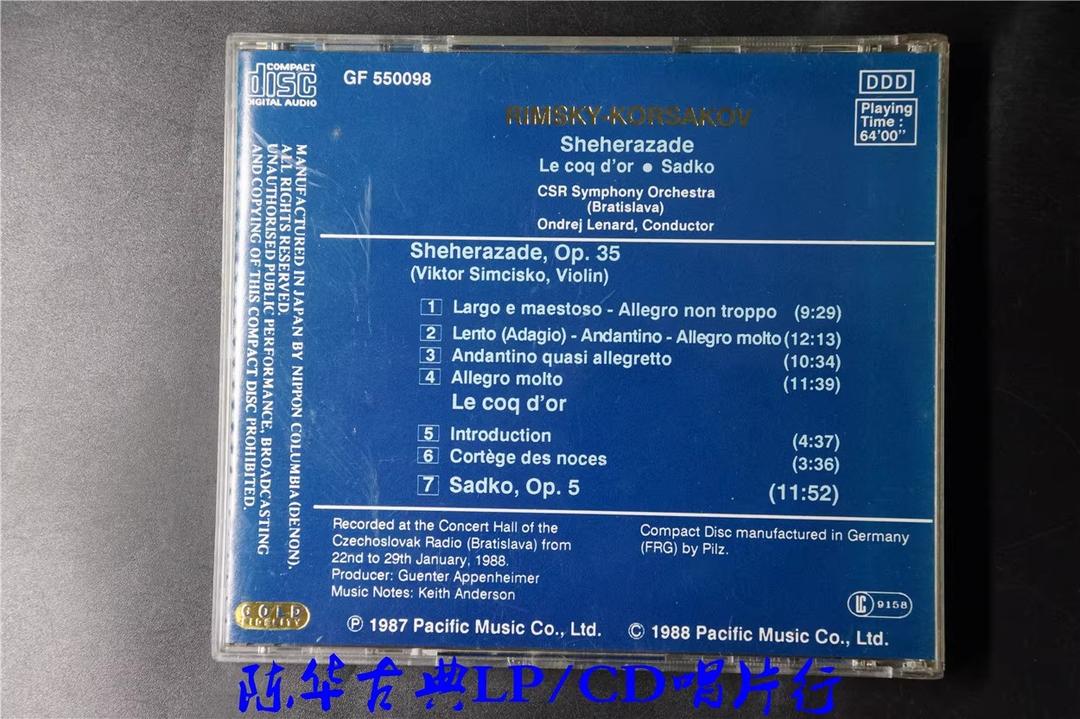 COMPACT
disc
DIGITAL AUDIO
GF 550098
DDD
Playing
Time :
64'00"
RIMSKY-KORSAKOV
Sheherazade
Le coq d'or ● Sadko
CSR Symphony Orchestra
(Bratislava)
Ondrej Lenard, Conductor
MANUFACTURED IN JAPAN BY NIPPON COLUMBIA (DENON).
ALL RIGHTS RESERVED.
UNAUTHORISED PUBLIC PERFORMANCE, BROADCASTING
AND COPYING OF THIS COMPACT DISC PROHIBITED.
Sheherazade, Op. 35
(Viktor Simcisko, Violin)
1 Largo e maestoso - Allegro non troppo (9:29)
2 Lento (Adagio) - Andantino - Allegro molto (12:13)
3 Andantino quasi allegretto (10:34)
4 Allegro molto (11:39)
Le coq d'or
5 Introduction (4:37)
6 Cortège des noces (3:36)
7 Sadko, Op. 5 (11:52)
Recorded at the Concert Hall of the
Czechoslovak Radio (Bratislava) from
22nd to 29th January, 1988.
Producer: Guenter Appenheimer
Music Notes: Keith Anderson
Compact Disc manufactured in Germany
(FRG) by Pilz.
GOLD
FIDELITY
LC 9158
Ⓟ 1987 Pacific Music Co., Ltd.
© 1988 Pacific Music Co., Ltd.
陈华古典LP/CD唱片行